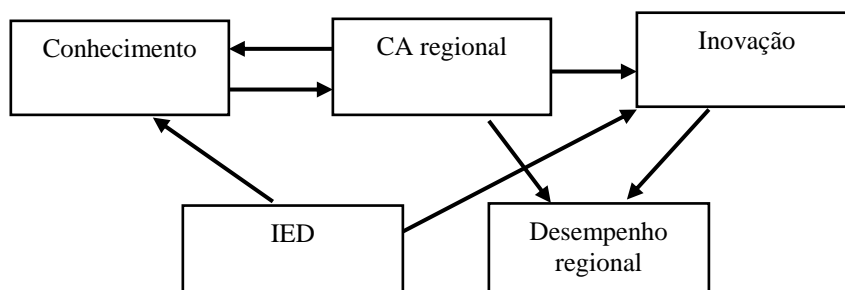 Conhecimento
CA regional
Inovação
IED
Desempenho
regional